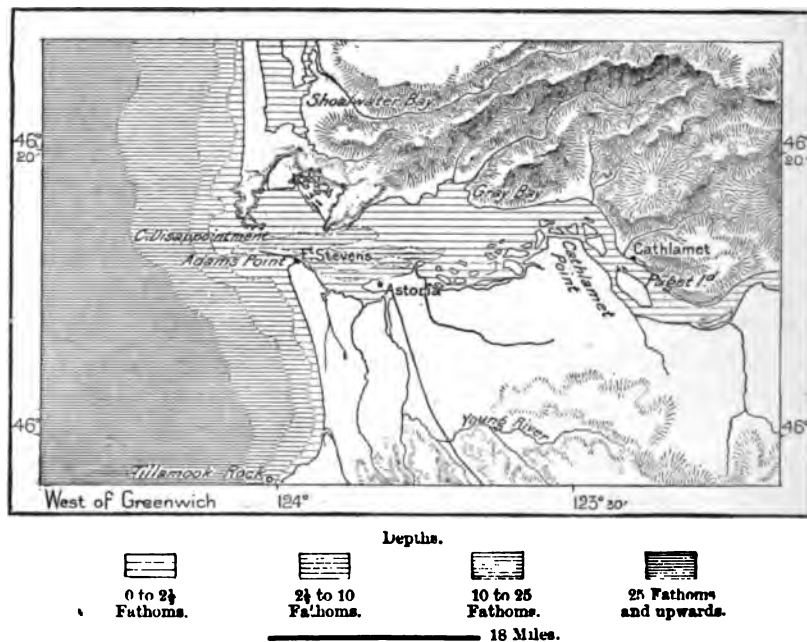 Shoalwater Bay
46°
20'
46°
20'
Gray Bay
C. Disappointment
Adams Point
Ft. Stevens
Astoria
Cathlamet
Point
Cathlamet
Puget Id.
46°
46°
Young River
Tillamook Rock
West of Greenwich
124°
123° 30'
Depths.
0 to 2½
Fathoms.
2½ to 10
Fathoms.
10 to 25
Fathoms.
25 Fathoms
and upwards.
18 Miles.